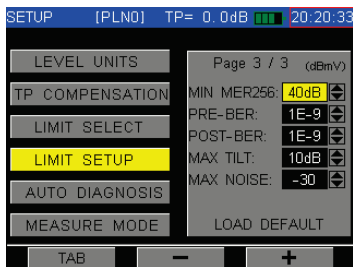 SETUP [PLN0] TP= 0.0dB 20:20:33
LEVEL UNITS
TP COMPENSATION
LIMIT SELECT
LIMIT SETUP
AUTO DIAGNOSIS
MEASURE MODE
Page 3 / 3 (dBmV)
MIN MER256: 40dB
PRE-BER: 1E-9
POST-BER: 1E-9
MAX TILT: 10dB
MAX NOISE: -30
LOAD DEFAULT
TAB − +